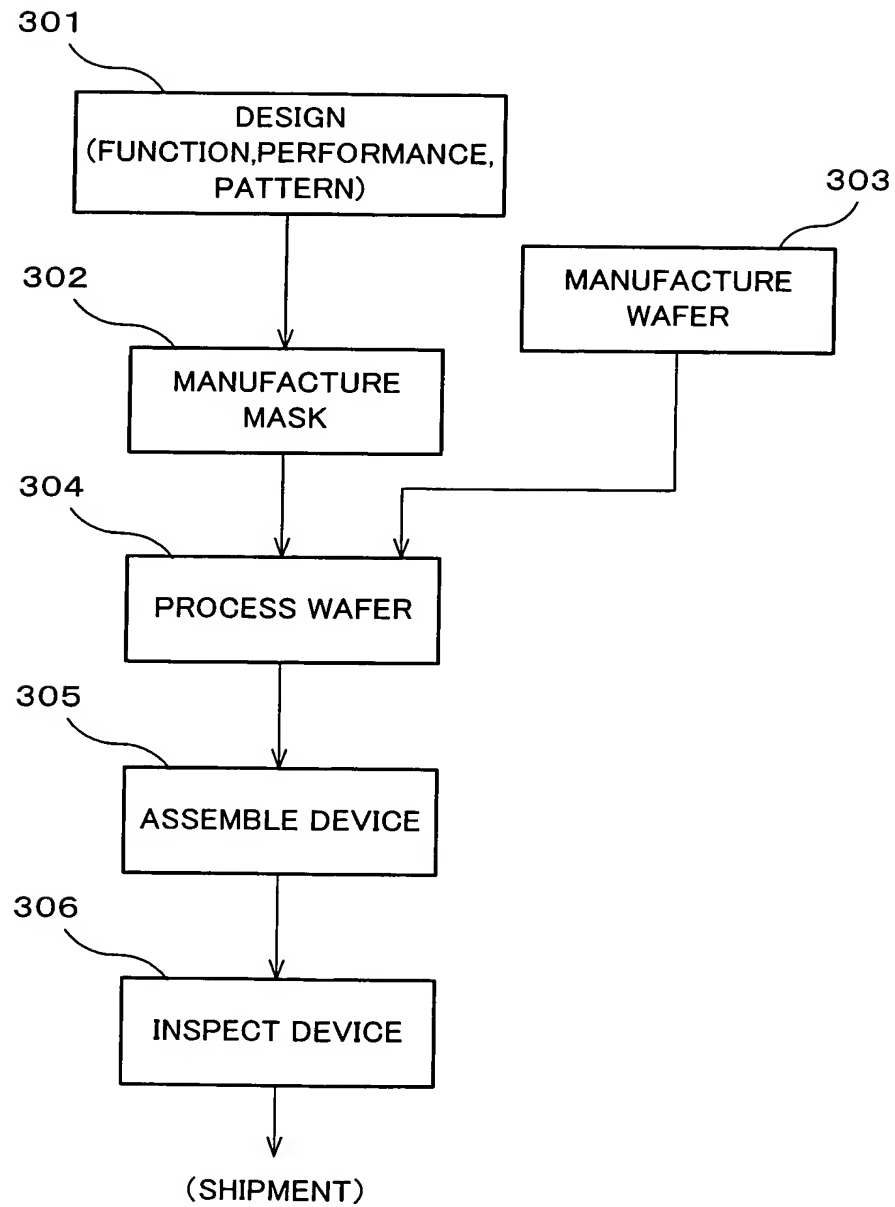 301
DESIGN
(FUNCTION,PERFORMANCE,
PATTERN)
303
MANUFACTURE
WAFER
302
MANUFACTURE
MASK
304
PROCESS WAFER
305
ASSEMBLE DEVICE
306
INSPECT DEVICE
(SHIPMENT)